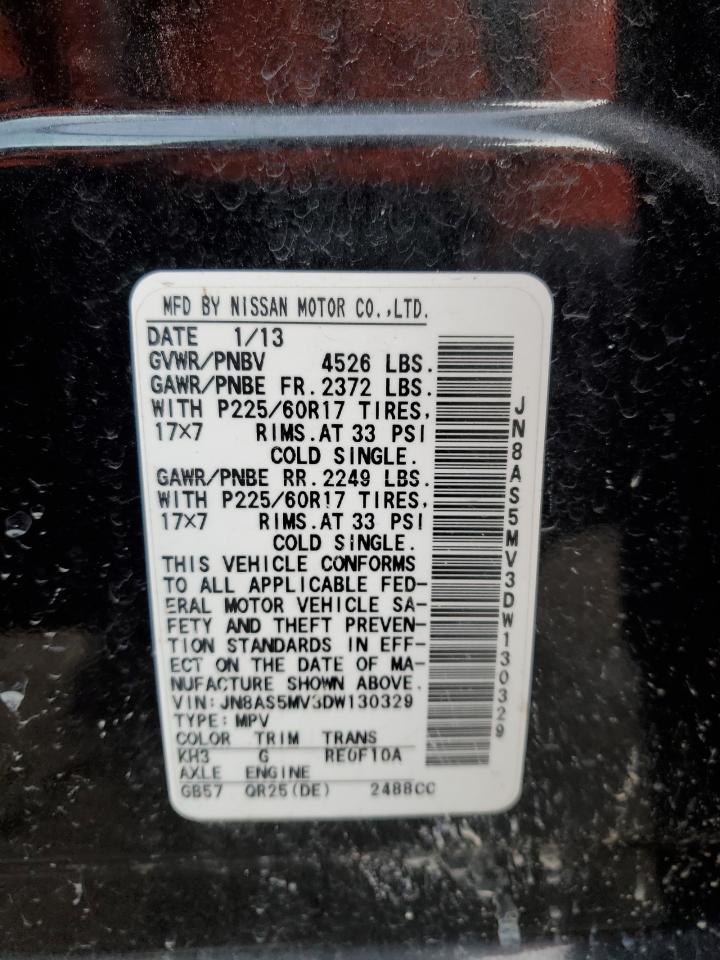 MFD BY NISSAN MOTOR CO.,LTD.
DATE 1/13
GVWR/PNBV 4526 LBS.
GAWR/PNBE FR.2372 LBS.
WITH P225/60R17 TIRES,
17×7 RIMS.AT 33 PSI
COLD SINGLE.
GAWR/PNBE RR.2249 LBS.
WITH P225/60R17 TIRES,
17×7 RIMS.AT 33 PSI
COLD SINGLE.
THIS VEHICLE CONFORMS
TO ALL APPLICABLE FED-
ERAL MOTOR VEHICLE SA-
FETY AND THEFT PREVEN-
TION STANDARDS IN EFF-
ECT ON THE DATE OF MA-
NUFACTURE SHOWN ABOVE.
VIN:JN8AS5MV3DW130329
TYPE:MPV
COLOR TRIM TRANS
KH3 G RE0F10A
AXLE ENGINE
GB57 QR25(DE) 2488CC
JN8AS5MV3DW130329